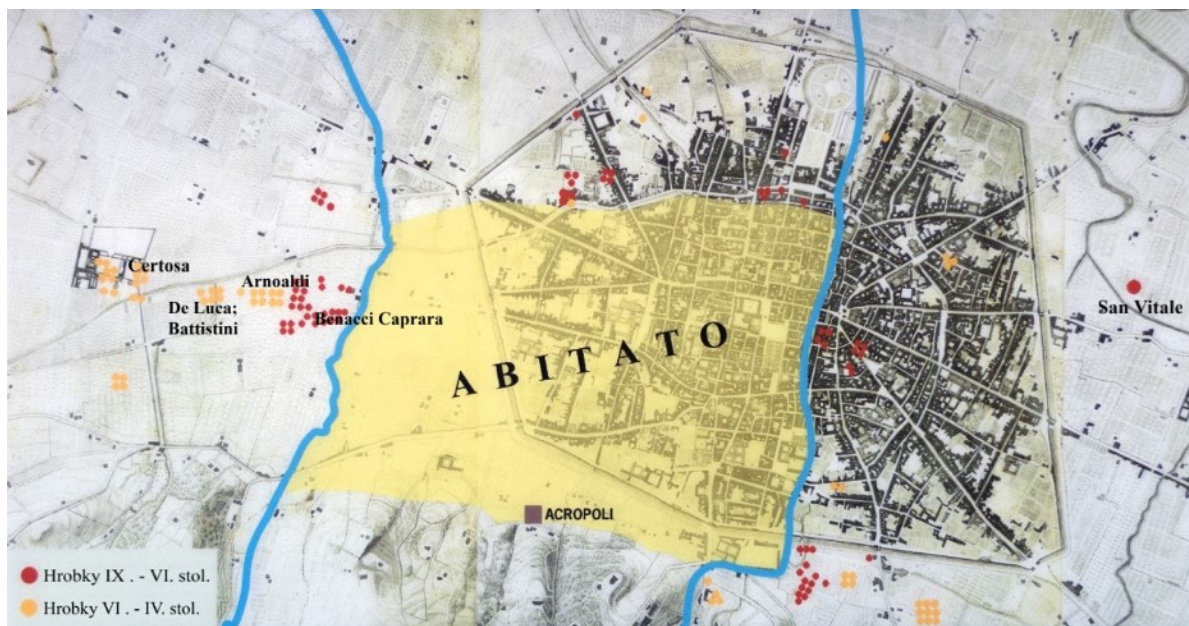 Certosa
Arnoaldi
De Luca;
Battistini
Benacci Caprara
San Vitale
ABITATO
ACROPOLI
Hrobky IX . - VI. stol.
Hrobky VI . - IV. stol.